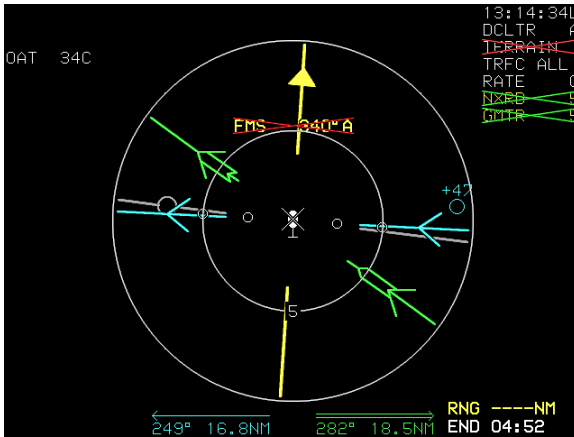 13:14:34L
DCLTR A
OAT 34C
TERRAIN
TRFC ALL
RATE
NXRD
GMTR
FMS 340°A
+47
5
RNG ----NM
249° 16.8NM
282° 18.5NM
END 04:52